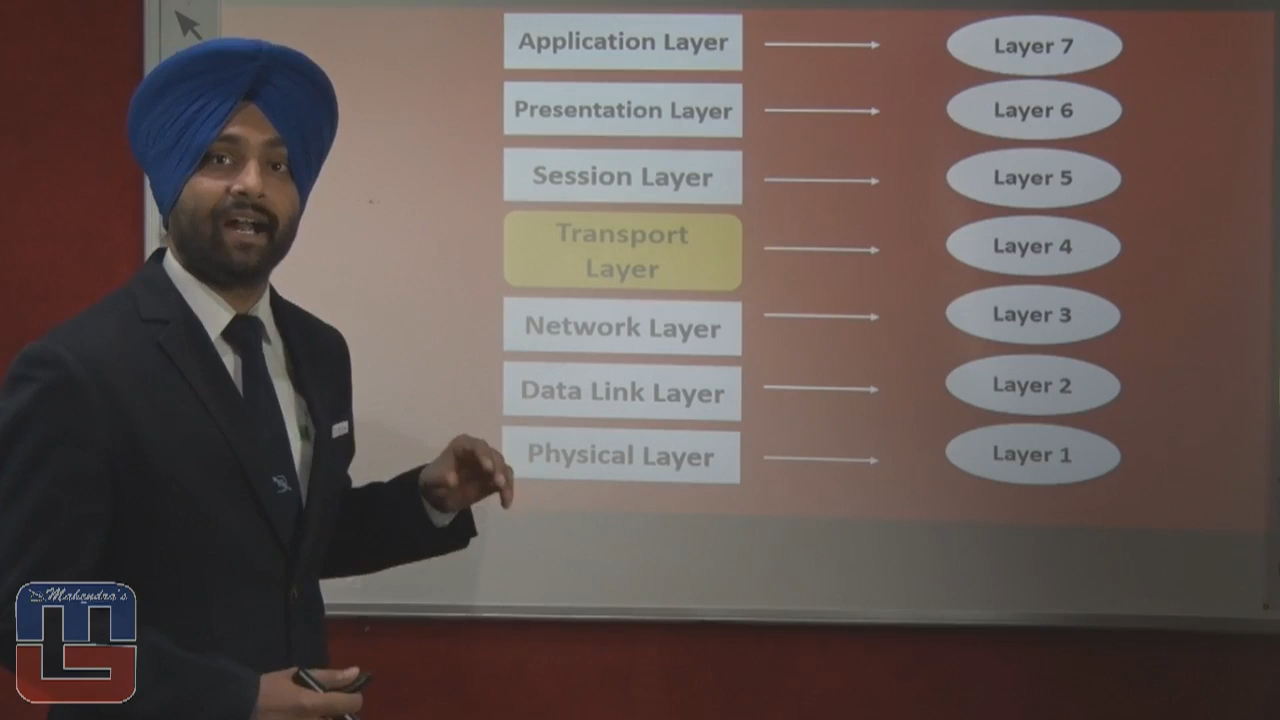 Application Layer
Layer 7
Presentation Layer
Layer 6
Session Layer
Layer 5
Transport
Layer
Layer 4
Network Layer
Layer 3
Data Link Layer
Layer 2
Physical Layer
Layer 1
Mahendra's